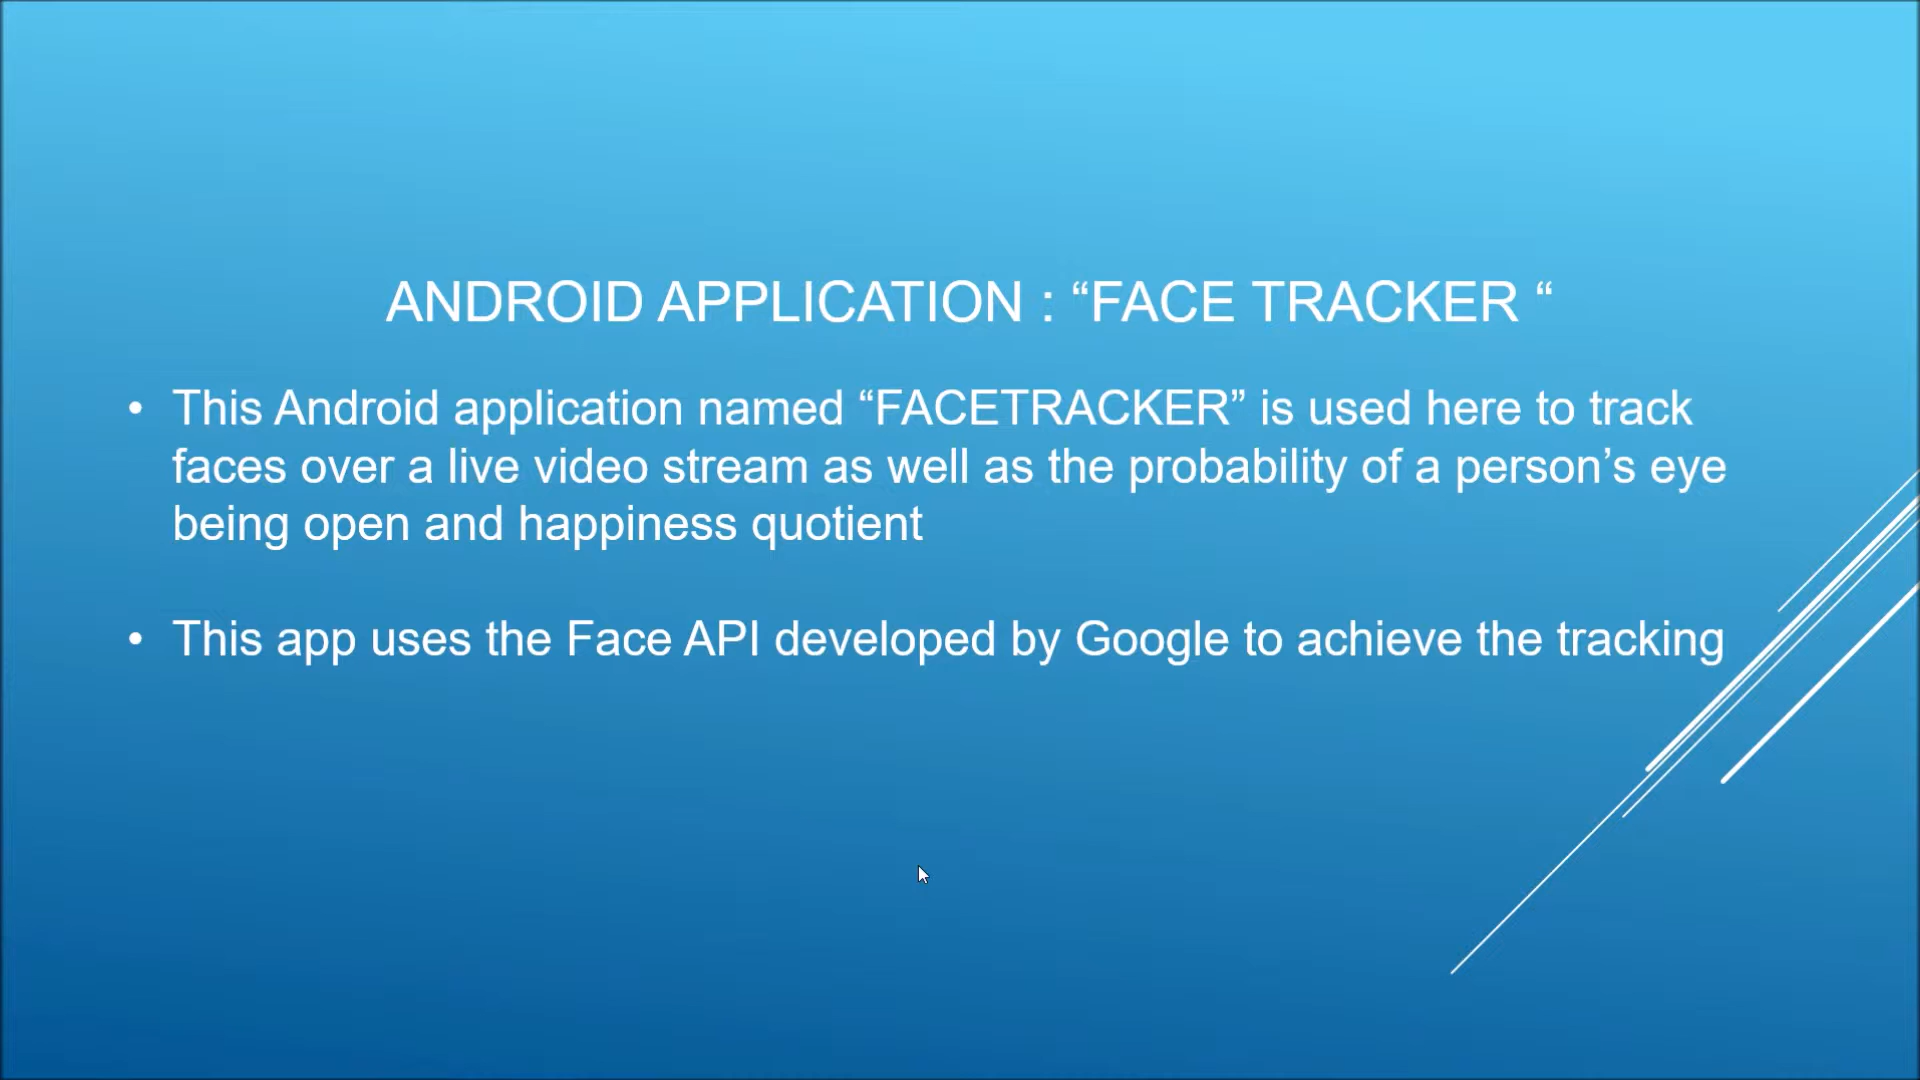 ANDROID APPLICATION : “FACE TRACKER “
• This Android application named “FACETRACKER” is used here to track
faces over a live video stream as well as the probability of a person’s eye
being open and happiness quotient
• This app uses the Face API developed by Google to achieve the tracking